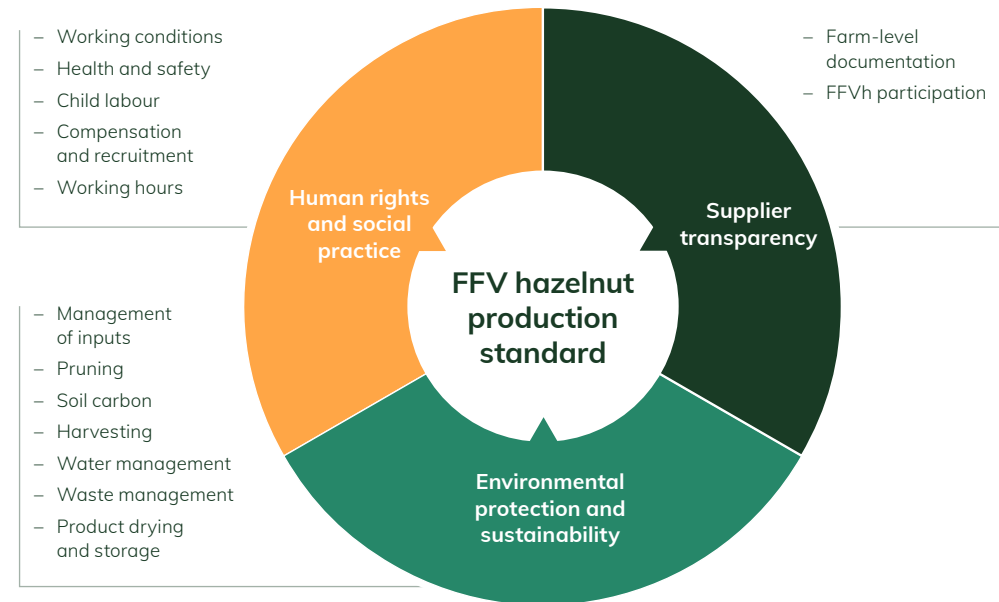 – Working conditions
– Health and safety
– Child labour
– Compensation
and recruitment
– Working hours
– Farm-level
documentation
– FFVh participation
Human rights
and social
practice
Supplier
transparency
FFV hazelnut
production
standard
– Management
of inputs
– Pruning
– Soil carbon
– Harvesting
– Water management
– Waste management
– Product drying
and storage
Environmental
protection and
sustainability